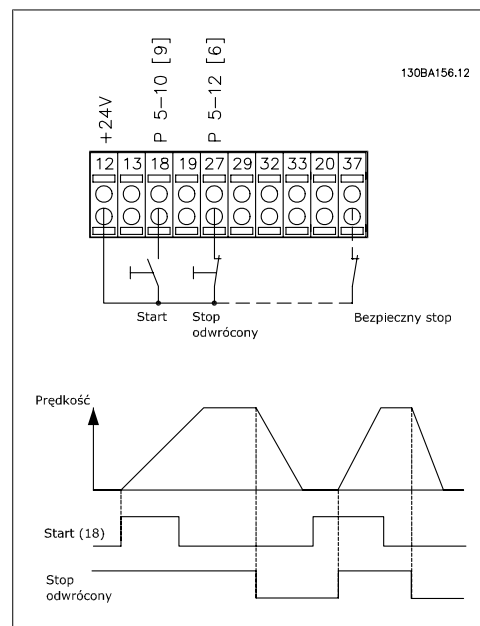 130BA156.12
+24V
P 5-10 [9]
P 5-12 [6]
12 13 18 19 27 29 32 33 20 37
Start
Stop
odwrócony
Bezpieczny stop
Prędkość
Start (18)
Stop
odwrócony